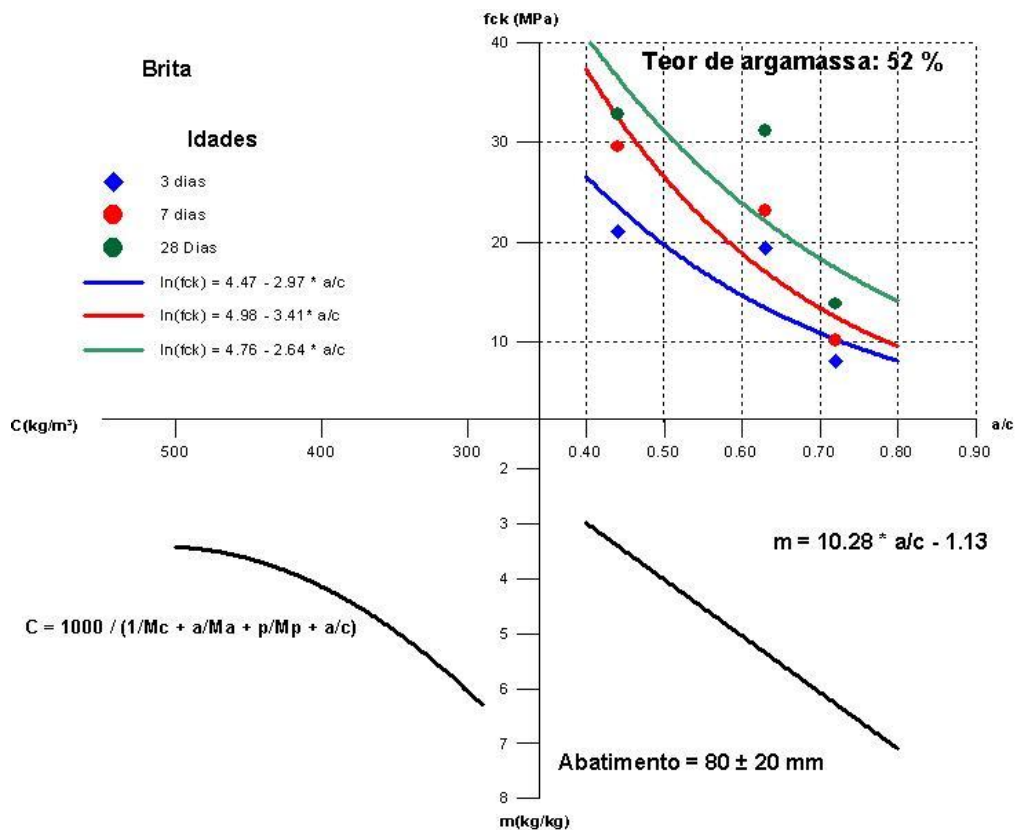 fck (MPa)
40
Teor de argamassa: 52 %
Brita
Idades
30
3 dias
7 dias
20
28 Dias
ln(fck) = 4.47 - 2.97 * a/c
ln(fck) = 4.98 - 3.41* a/c
10
ln(fck) = 4.76 - 2.64 * a/c
C(kg/m³)
a/c
500 400 300
0.40 0.50 0.60 0.70 0.80 0.90
2
3
m = 10.28 * a/c - 1.13
4
C = 1000 / (1/Mc + a/Ma + p/Mp + a/c)
5
6
7
Abatimento = 80 ± 20 mm
8
m(kg/kg)